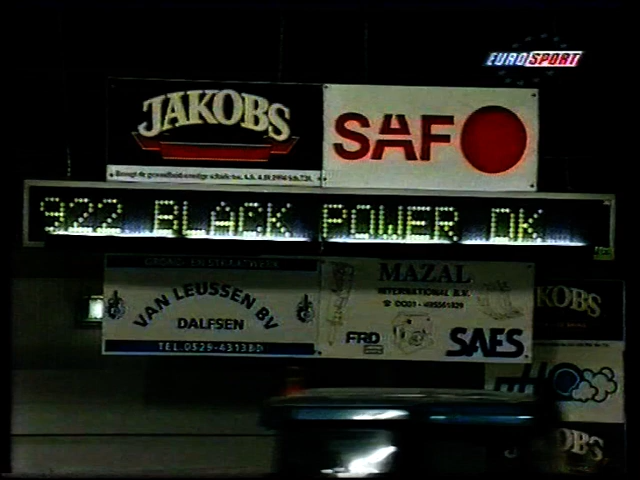 EUROSPORT
JAKOBS
SAF
922 BLACK POWER DK
VAN LEUSSEN BV
DALFSEN
TEL.0529-431380
MAZAL
INTERNATIONAL B.V.
FRD
SAES
KOBS
OBS